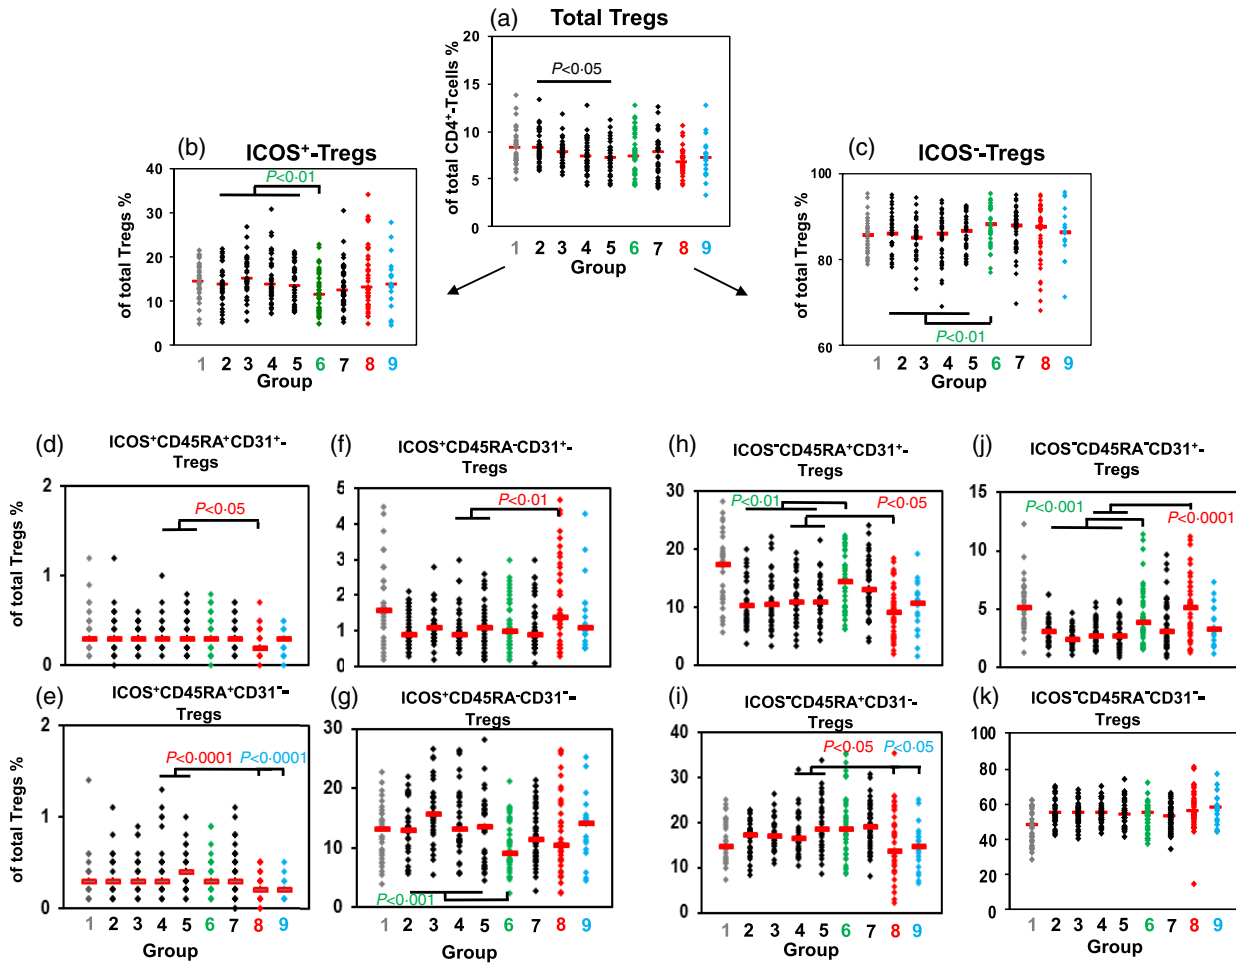 (a) Total Tregs
of total CD4⁺-Tcells %
20
15
10
5
0
P<0·05
1 2 3 4 5 6 7 8 9
Group
(b) ICOS⁺-Tregs
of total Tregs %
40
30
20
10
0
P<0·01
1 2 3 4 5 6 7 8 9
Group
(c) ICOS⁻-Tregs
of total Tregs %
100
80
60
P<0·01
1 2 3 4 5 6 7 8 9
Group
(d) ICOS⁺CD45RA⁺CD31⁺-
Tregs
of total Tregs %
2
1
0
P<0·05
(f) ICOS⁺CD45RA⁻CD31⁺-
Tregs
5
4
3
2
1
0
P<0·01
(h) ICOS⁻CD45RA⁺CD31⁺-
Tregs
30
20
10
0
P<0·01
P<0·05
(j) ICOS⁻CD45RA⁻CD31⁺-
Tregs
15
10
5
0
P<0·001
P<0·0001
(e) ICOS⁺CD45RA⁺CD31⁻-
Tregs
of total Tregs %
2
1
0
P<0·0001 P<0·0001
1 2 3 4 5 6 7 8 9
Group
(g) ICOS⁺CD45RA⁻CD31⁻-
Tregs
30
20
10
0
P<0·001
1 2 3 4 5 6 7 8 9
Group
(i) ICOS⁻CD45RA⁺CD31⁻-
Tregs
40
30
20
10
0
P<0·05 P<0·05
1 2 3 4 5 6 7 8 9
Group
(k) ICOS⁻CD45RA⁻CD31⁻-
Tregs
100
80
60
40
20
0
1 2 3 4 5 6 7 8 9
Group